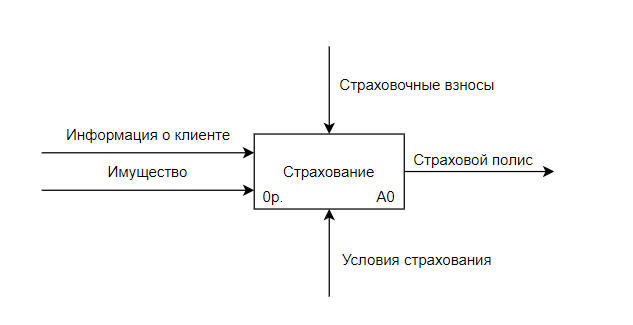 Страховочные взносы
Информация о клиенте
Имущество
Страхование
0р.
A0
Страховой полис
Условия страхования